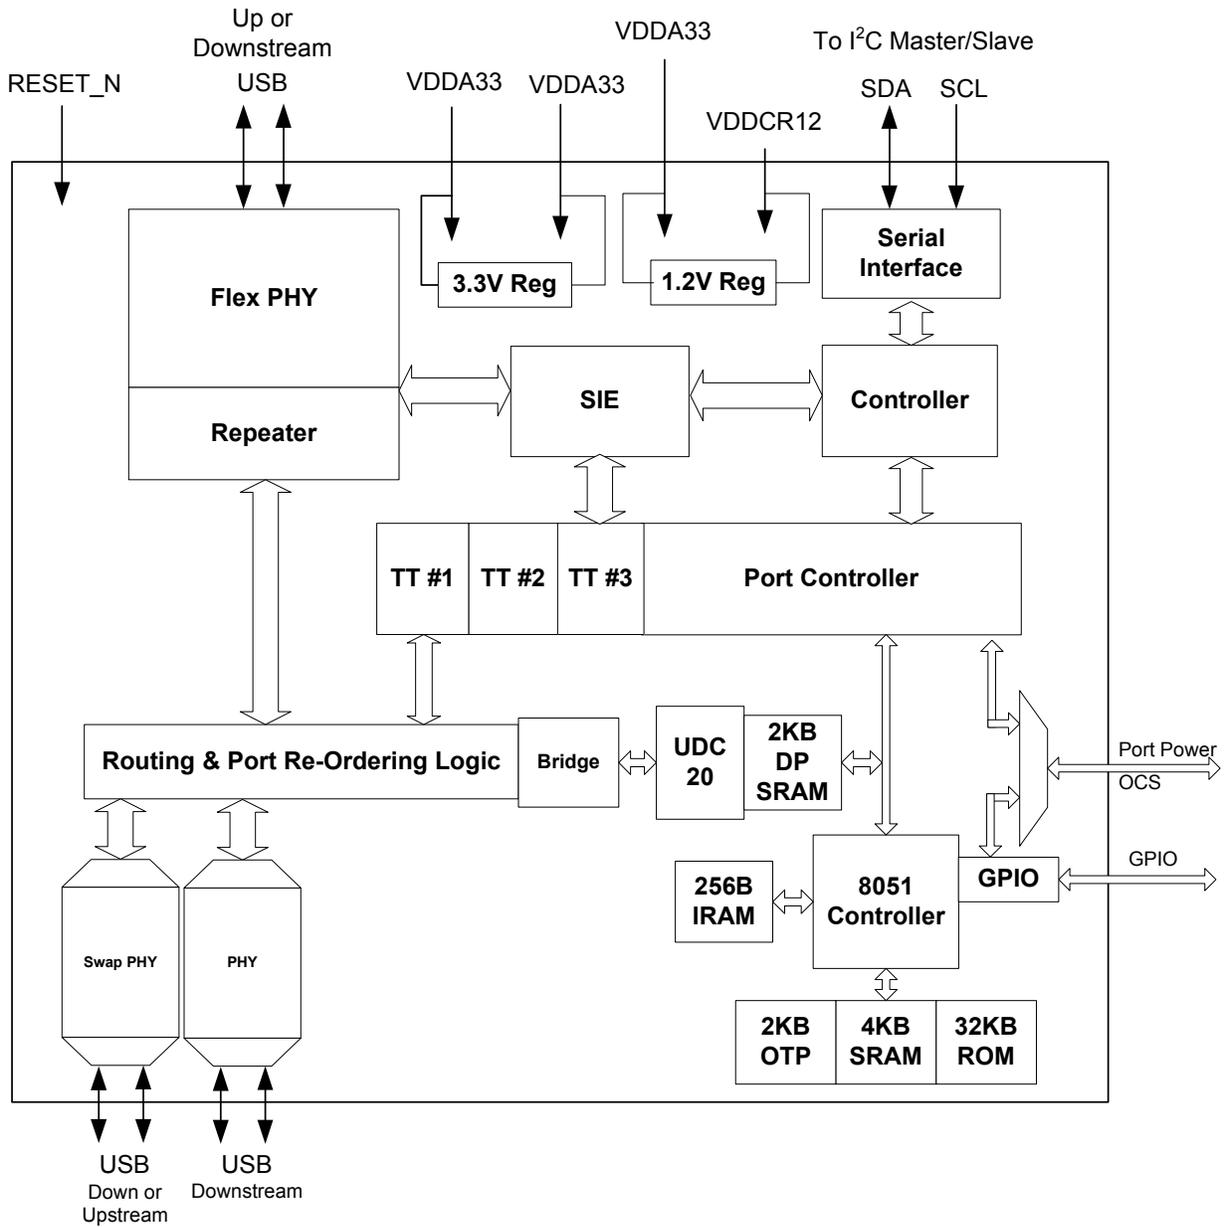 Up or
Downstream
USB
RESET_N
VDDA33
VDDA33
VDDA33
VDDCR12
To I²C Master/Slave
SDA
SCL
Flex PHY
Repeater
3.3V Reg
1.2V Reg
Serial
Interface
SIE
Controller
TT #1
TT #2
TT #3
Port Controller
Routing & Port Re-Ordering Logic
Bridge
UDC
20
2KB
DP
SRAM
Port Power
OCS
GPIO
256B
IRAM
8051
Controller
GPIO
Swap PHY
PHY
2KB
OTP
4KB
SRAM
32KB
ROM
USB
Down or
Upstream
USB
Downstream